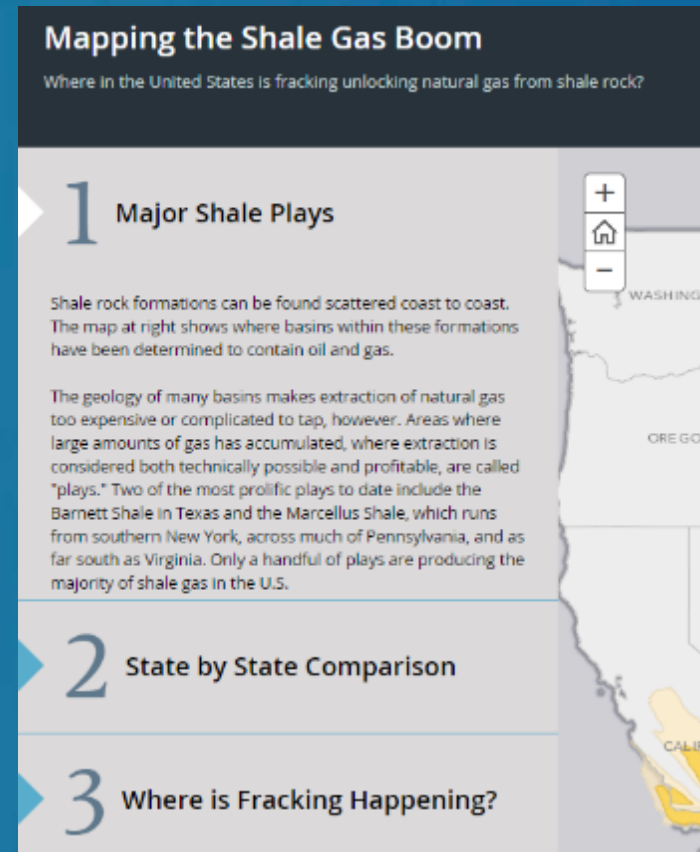 Mapping the Shale Gas Boom
Where in the United States is fracking unlocking natural gas from shale rock?
1 Major Shale Plays
Shale rock formations can be found scattered coast to coast.
The map at right shows where basins within these formations
have been determined to contain oil and gas.
The geology of many basins makes extraction of natural gas
too expensive or complicated to tap, however. Areas where
large amounts of gas has accumulated, where extraction is
considered both technically possible and profitable, are called
"plays." Two of the most prolific plays to date include the
Barnett Shale in Texas and the Marcellus Shale, which runs
from southern New York, across much of Pennsylvania, and as
far south as Virginia. Only a handful of plays are producing the
majority of shale gas in the U.S.
2 State by State Comparison
3 Where is Fracking Happening?
+
−
WASHING
OREGO
CALIF